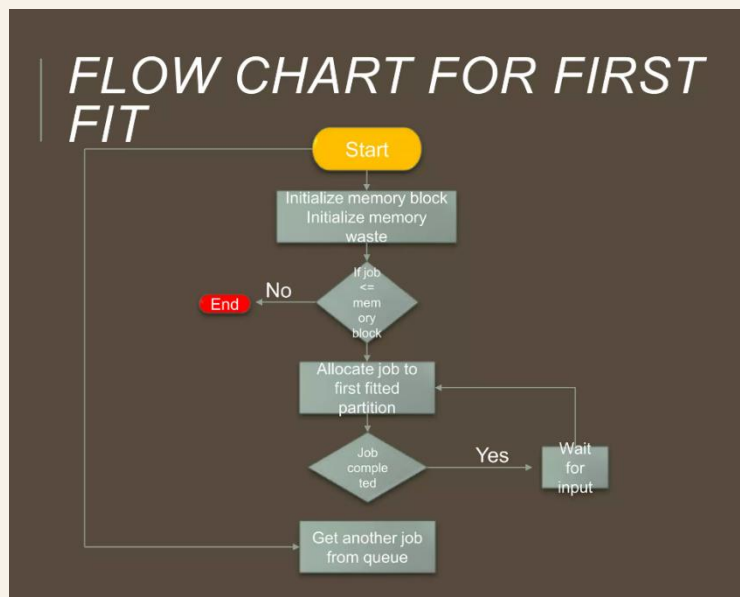 FLOW CHART FOR FIRST
FIT
Start
Initialize memory block
Initialize memory
waste
If job
<=
mem
ory
block
No
End
Allocate job to
first fitted
partition
Job
comple
ted
Yes
Wait
for
input
Get another job
from queue